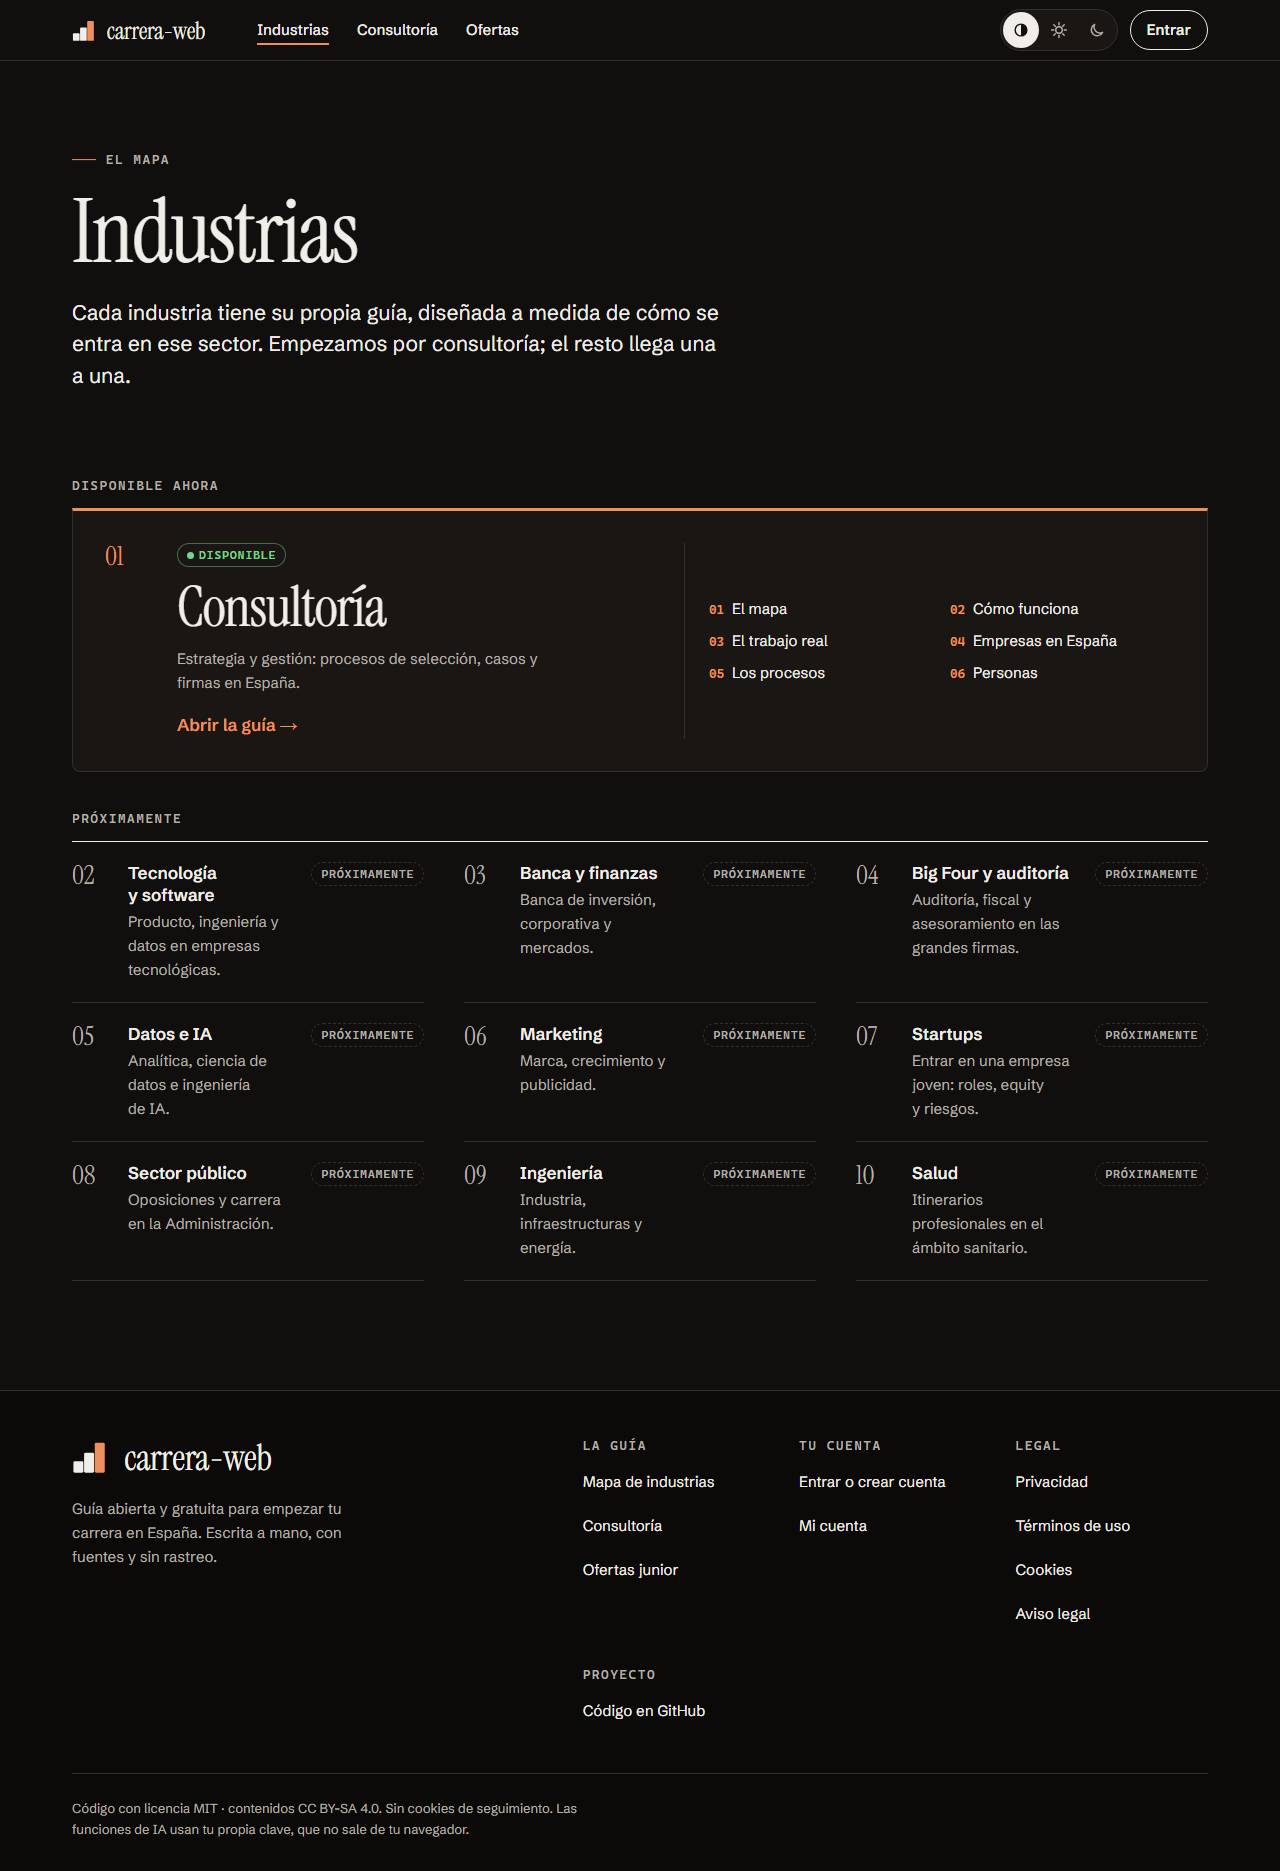 carrera-web
Industrias
Consultoría
Ofertas
Entrar
EL MAPA
Industrias
Cada industria tiene su propia guía, diseñada a medida de cómo se
entra en ese sector. Empezamos por consultoría; el resto llega una
a una.
DISPONIBLE AHORA
01
DISPONIBLE
Consultoría
Estrategia y gestión: procesos de selección, casos y
firmas en España.
Abrir la guía →
01 El mapa
02 Cómo funciona
03 El trabajo real
04 Empresas en España
05 Los procesos
06 Personas
PRÓXIMAMENTE
02
Tecnología
y software
PRÓXIMAMENTE
Producto, ingeniería y
datos en empresas
tecnológicas.
03
Banca y finanzas
PRÓXIMAMENTE
Banca de inversión,
corporativa y
mercados.
04
Big Four y auditoría
PRÓXIMAMENTE
Auditoría, fiscal y
asesoramiento en las
grandes firmas.
05
Datos e IA
PRÓXIMAMENTE
Analítica, ciencia de
datos e ingeniería
de IA.
06
Marketing
PRÓXIMAMENTE
Marca, crecimiento y
publicidad.
07
Startups
PRÓXIMAMENTE
Entrar en una empresa
joven: roles, equity
y riesgos.
08
Sector público
PRÓXIMAMENTE
Oposiciones y carrera
en la Administración.
09
Ingeniería
PRÓXIMAMENTE
Industria,
infraestructuras y
energía.
10
Salud
PRÓXIMAMENTE
Itinerarios
profesionales en el
ámbito sanitario.
carrera-web
Guía abierta y gratuita para empezar tu
carrera en España. Escrita a mano, con
fuentes y sin rastreo.
LA GUÍA
Mapa de industrias
Consultoría
Ofertas junior
TU CUENTA
Entrar o crear cuenta
Mi cuenta
LEGAL
Privacidad
Términos de uso
Cookies
Aviso legal
PROYECTO
Código en GitHub
Código con licencia MIT · contenidos CC BY-SA 4.0. Sin cookies de seguimiento. Las
funciones de IA usan tu propia clave, que no sale de tu navegador.